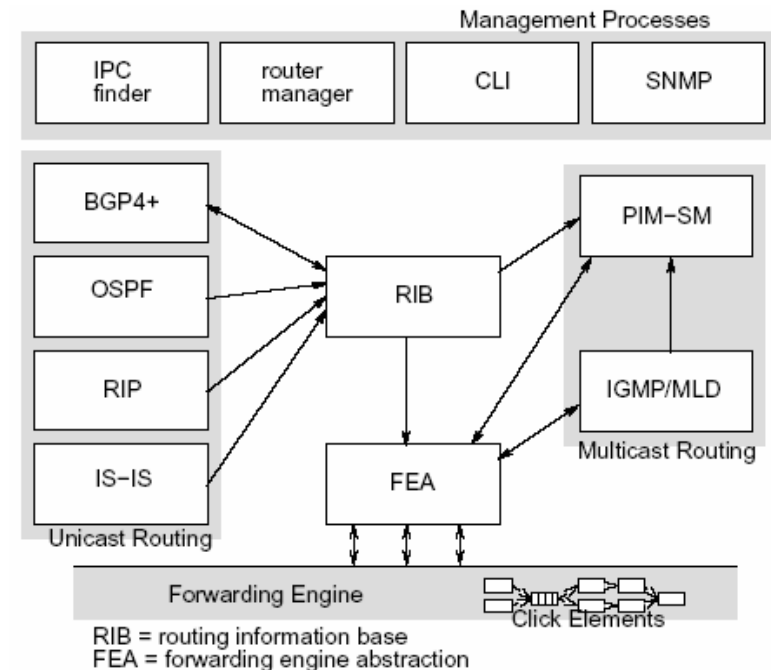 Management Processes
IPC
finder
router
manager
CLI
SNMP
BGP4+
OSPF
RIP
IS−IS
Unicast Routing
RIB
FEA
PIM−SM
IGMP/MLD
Multicast Routing
Forwarding Engine
Click Elements
RIB = routing information base
FEA = forwarding engine abstraction